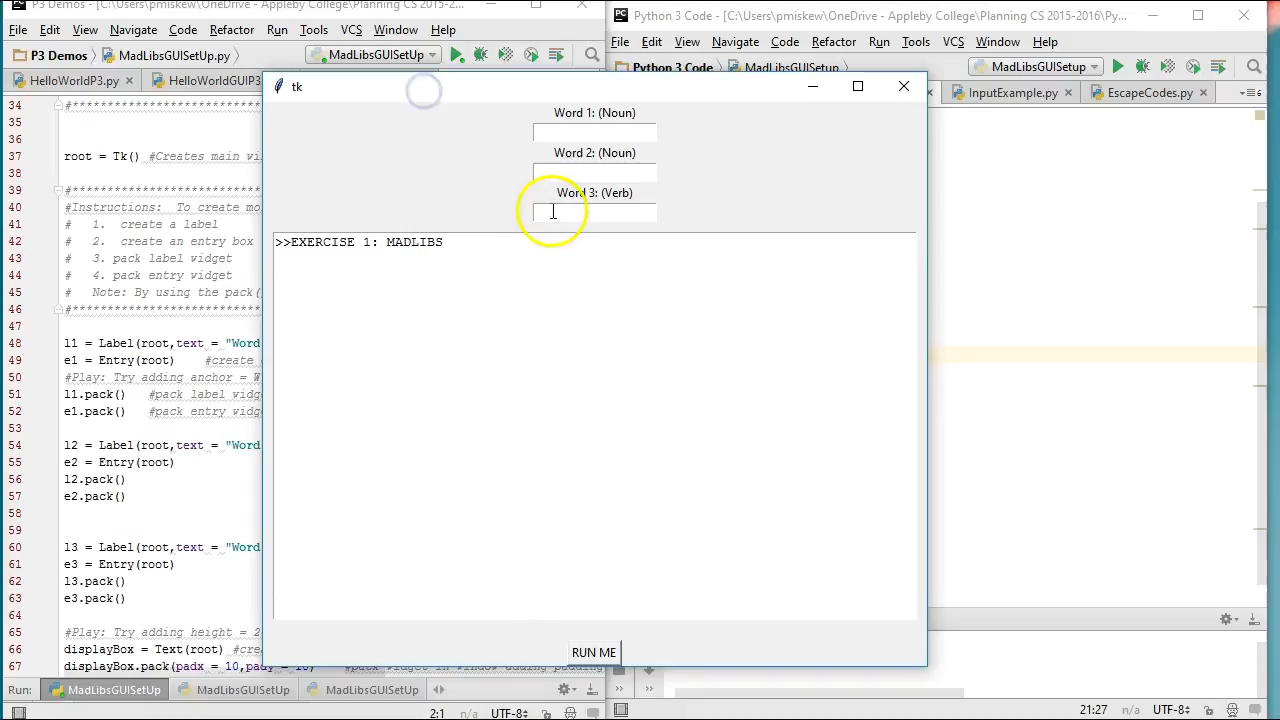 P3 Demos - [C:\Users\pmiskew\OneDrive - Appleby College\Planning CS 2015-2...
File Edit View Navigate Code Refactor Run Tools VCS Window Help
P3 Demos MadLibsGUISetUp.py MadLibsGUISetUp
HelloWorldP3.py HelloWorldGUIP3
Python 3 Code - [C:\Users\pmiskew\OneDrive - Appleby College\Planning CS 2015-2016\Py...
File Edit View Navigate Code Refactor Run Tools VCS Window Help
Python 3 Code MadLibsGUISetup MadLibsGUISetup
InputExample.py EscapeCodes.py
tk
Word 1: (Noun)
Word 2: (Noun)
Word 3: (Verb)
>>EXERCISE 1: MADLIBS
RUN ME
34 #****************************
35
36
37 root = Tk() #Creates main wi
38
39 #****************************
40 #Instructions: To create mo
41 # 1. create a label
42 # 2. create an entry box
43 # 3. pack label widget
44 # 4. pack entry widget
45 # Note: By using the pack(
46 #****************************
47
48 l1 = Label(root,text = "Word
49 e1 = Entry(root) #create
50 #Play: Try adding anchor = W
51 l1.pack() #pack label widge
52 e1.pack() #pack entry widg
53
54 l2 = Label(root,text = "Word
55 e2 = Entry(root)
56 l2.pack()
57 e2.pack()
58
59
60 l3 = Label(root,text = "Word
61 e3 = Entry(root)
62 l3.pack()
63 e3.pack()
64
65 #Play: Try adding height = 2
66 displayBox = Text(root) #cre
67 displayBox.pack(padx = 10,pady = 10) #pack widget in window adding padding
Run: MadLibsGUISetUp MadLibsGUISetUp MadLibsGUISetUp
2:1 n/a UTF-8
21:27 n/a UTF-8